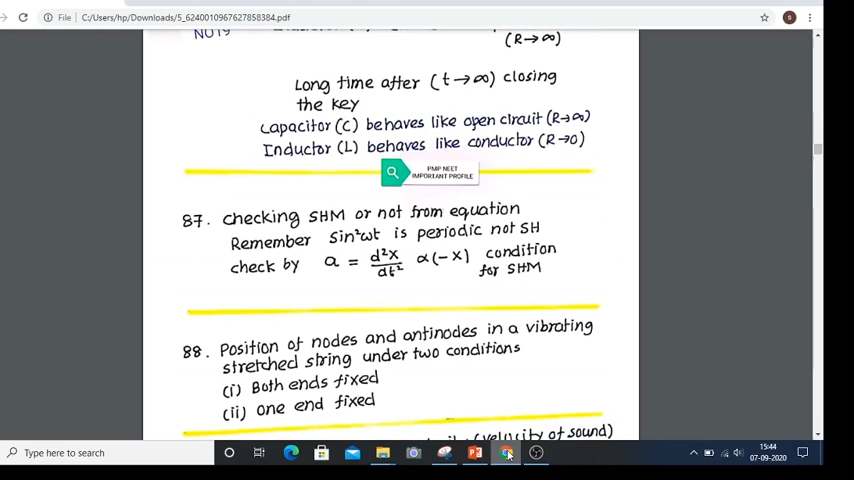 File
C:/Users/hp/Downloads/5_6240010967627858384.pdf
S
NOTS
(R→∞)
Long time after (t→∞) closing
the key
Capacitor (C) behaves like open circuit (R→∞)
Inductor (L) behaves like conductor (R→0)
PMP NEET
IMPORTANT PROFILE
87. Checking SHM or not from equation
Remember sin²ωt is periodic not SH
check by a = d²x/dt² ∝(-x) condition
for SHM
88. Position of nodes and antinodes in a vibrating
stretched string under two conditions
(i) Both ends fixed
(ii) One end fixed
(velocity of sound)
Type here to search
15:44
07-09-2020